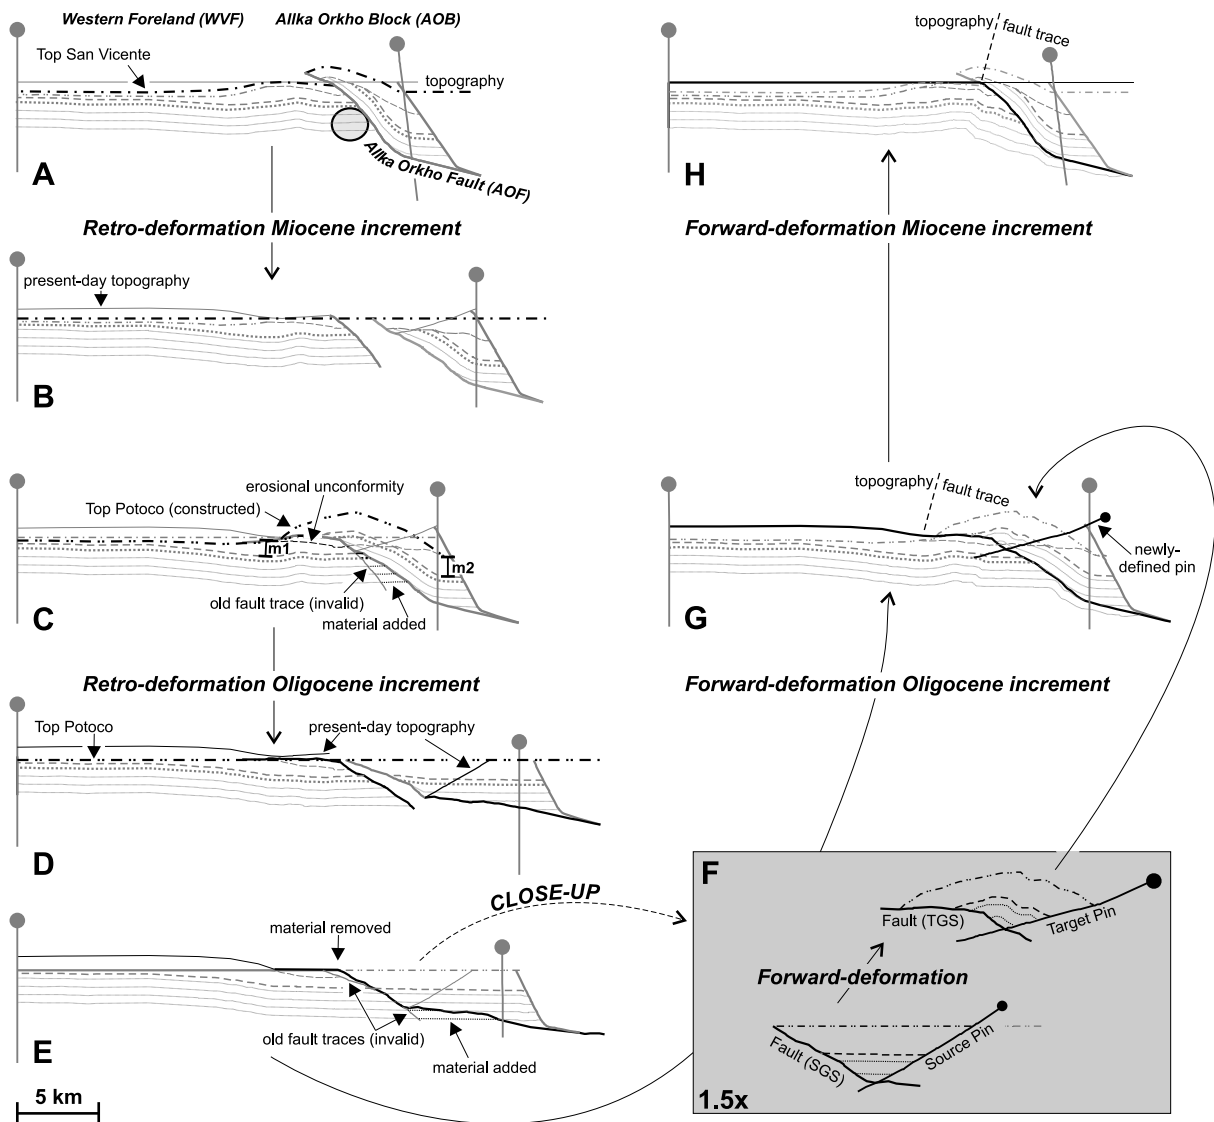 Western Foreland (WVF)
Allka Orkho Block (AOB)
Top San Vicente
topography
Allka Orkho Fault (AOF)
A
Retro-deformation Miocene increment
present-day topography
B
erosional unconformity
Top Potoco (constructed)
m1
m2
old fault trace (invalid)
material added
C
Retro-deformation Oligocene increment
Top Potoco
present-day topography
D
CLOSE-UP
material removed
old fault traces (invalid)
material added
E
5 km
F
Fault (TGS)
Target Pin
Forward-deformation
Fault (SGS)
Source Pin
1.5x
topography
fault trace
newly-
defined pin
G
Forward-deformation Oligocene increment
topography
fault trace
H
Forward-deformation Miocene increment